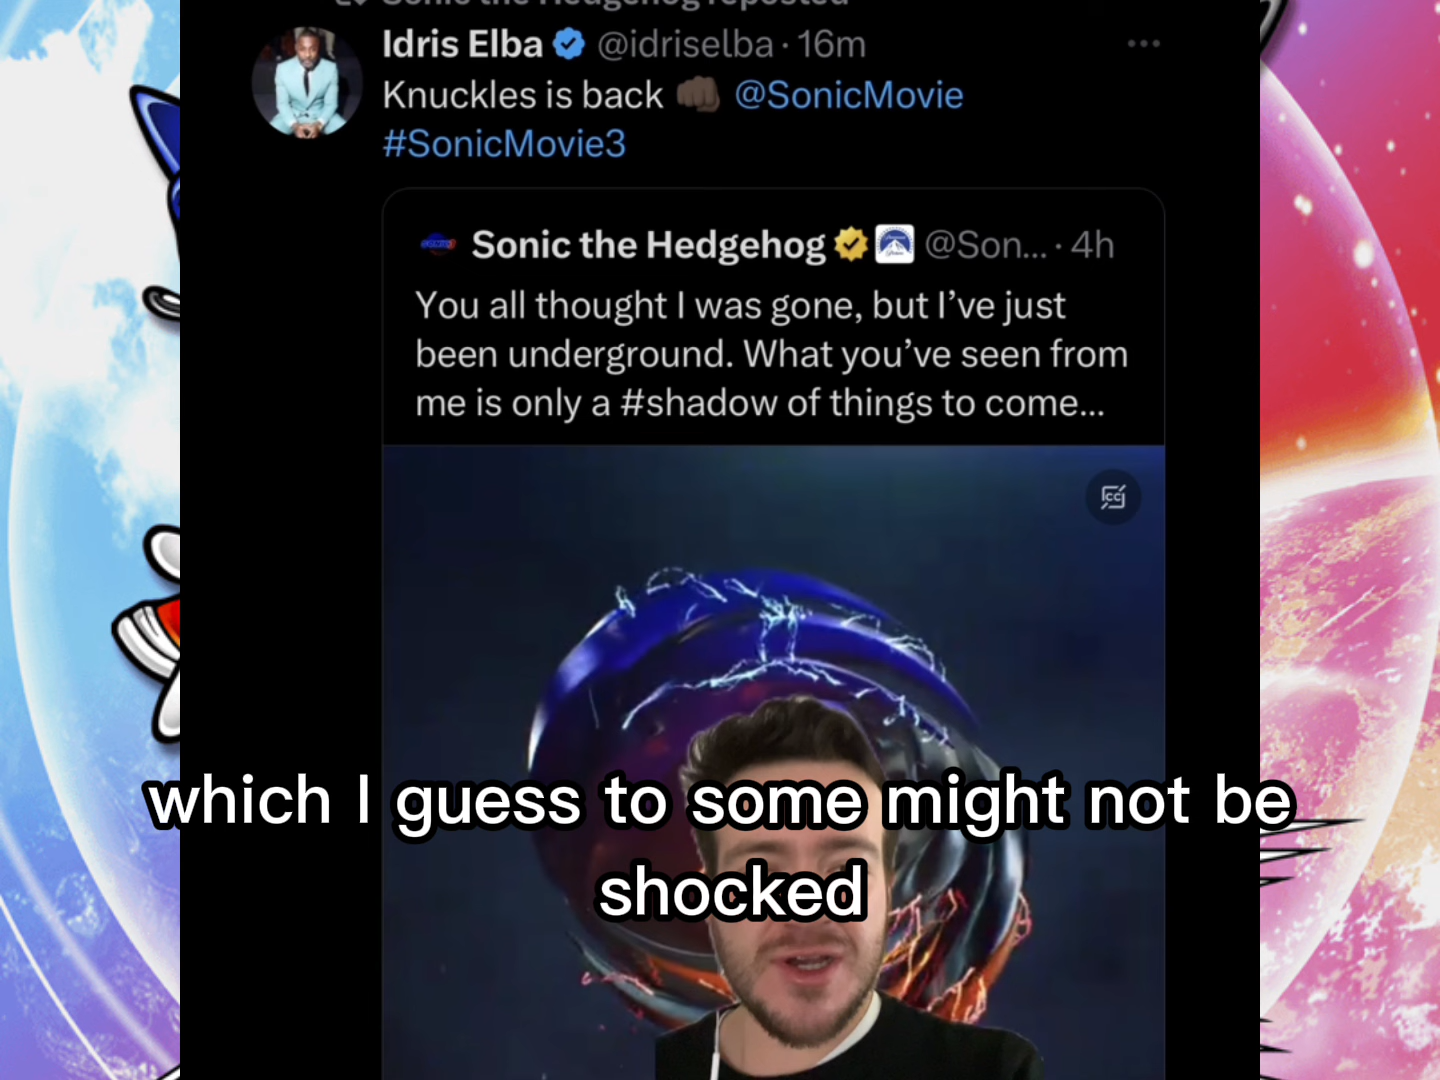 Sonic the Hedgehog reposted
Idris Elba @idriselba · 16m
Knuckles is back 👊🏿 @SonicMovie
#SonicMovie3
Sonic the Hedgehog @Son... · 4h
You all thought I was gone, but I’ve just
been underground. What you’ve seen from
me is only a #shadow of things to come...
CC
which I guess to some might not be
shocked